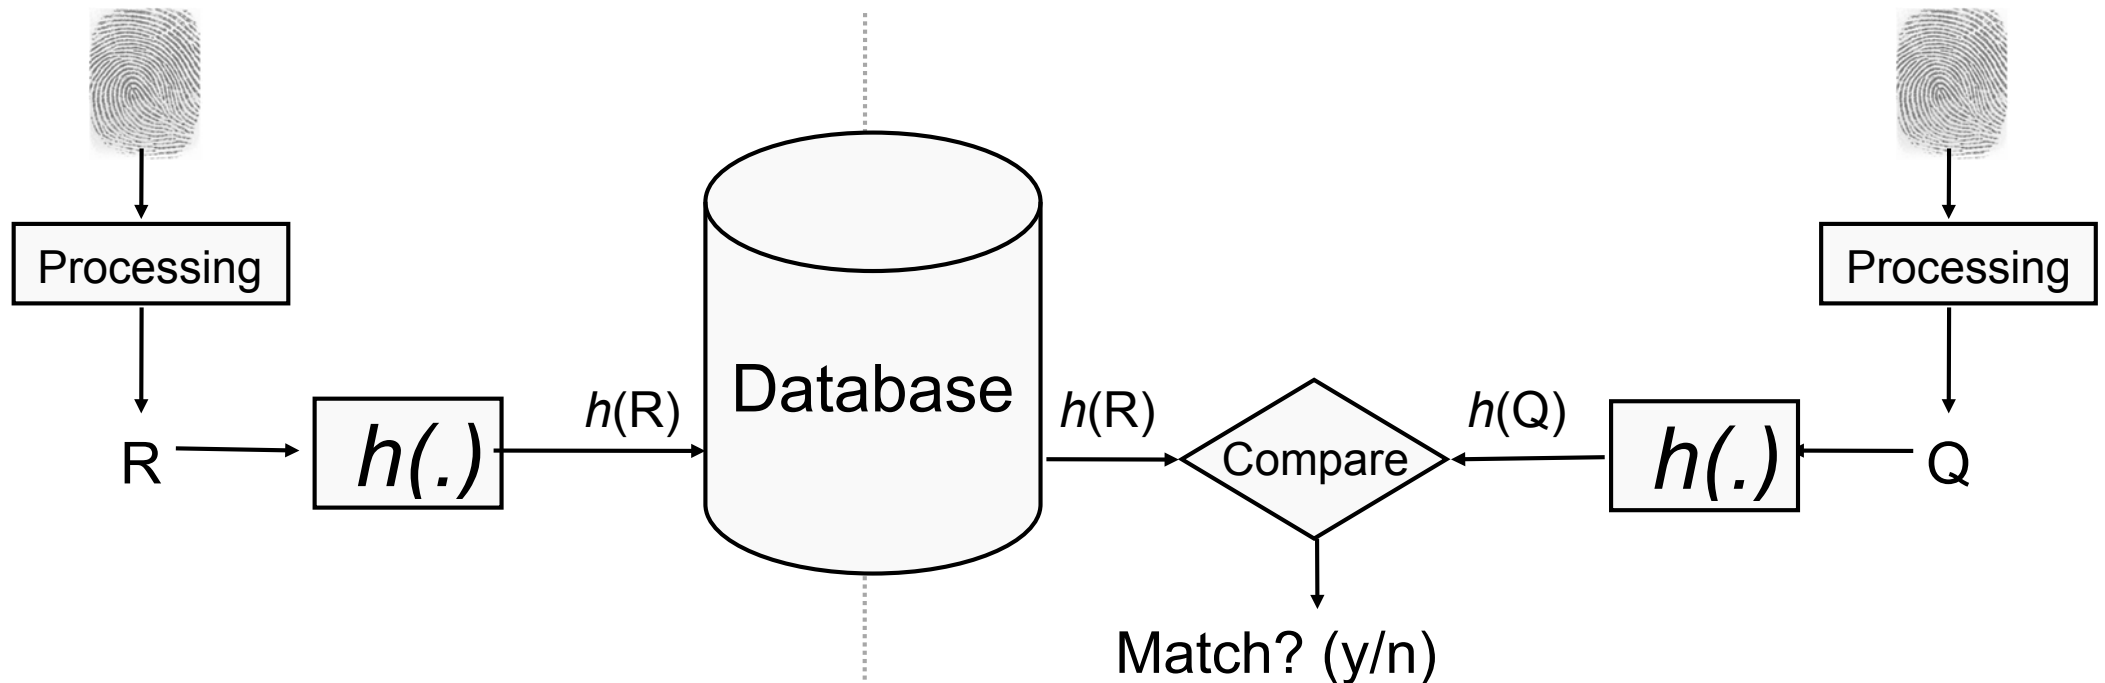 Processing
Processing
Database
h(R)
h(R)
h(Q)
R
h(.)
Compare
h(.)
Q
Match? (y/n)